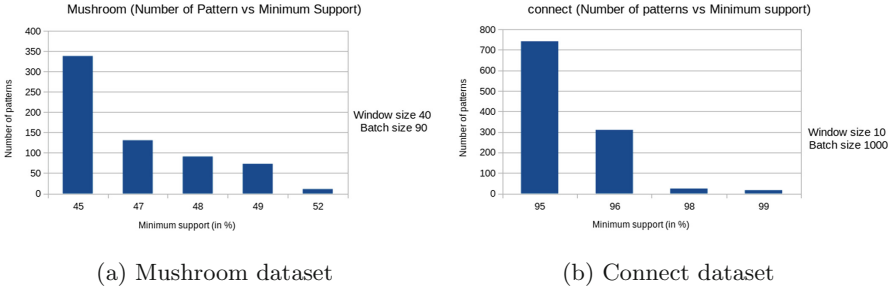 Mushroom (Number of Pattern vs Minimum Support)
400
350
300
250
200
150
100
50
0
Number of patterns
45 47 48 49 52
Minimum support (in %)
Window size 40
Batch size 90
(a) Mushroom dataset
connect (Number of patterns vs Minimum support)
800
700
600
500
400
300
200
100
0
Number of patterns
95 96 98 99
Minimum support (in %)
Window size 10
Batch size 1000
(b) Connect dataset